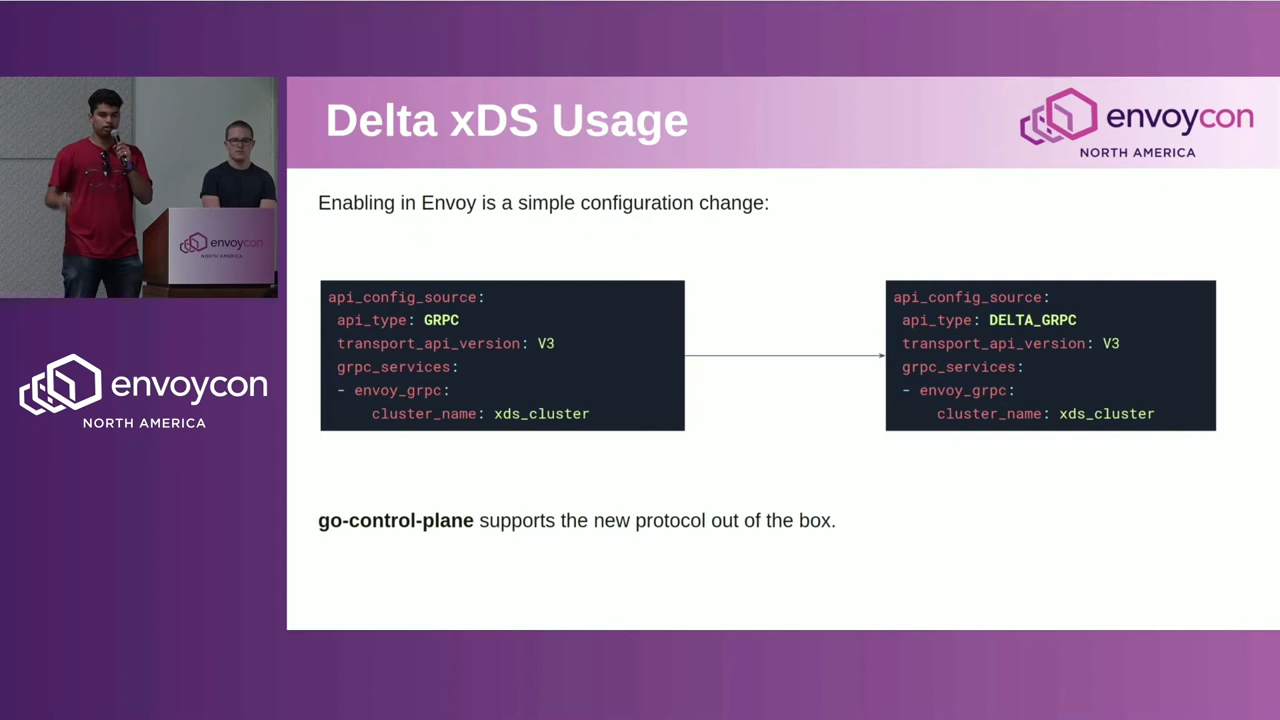 Delta xDS Usage
envoycon
NORTH AMERICA
Enabling in Envoy is a simple configuration change:
api_config_source:
api_type: GRPC
transport_api_version: V3
grpc_services:
- envoy_grpc:
cluster_name: xds_cluster
api_config_source:
api_type: DELTA_GRPC
transport_api_version: V3
grpc_services:
- envoy_grpc:
cluster_name: xds_cluster
go-control-plane supports the new protocol out of the box.
envoycon
NORTH AMERICA
envoycon
NORTH AMERICA